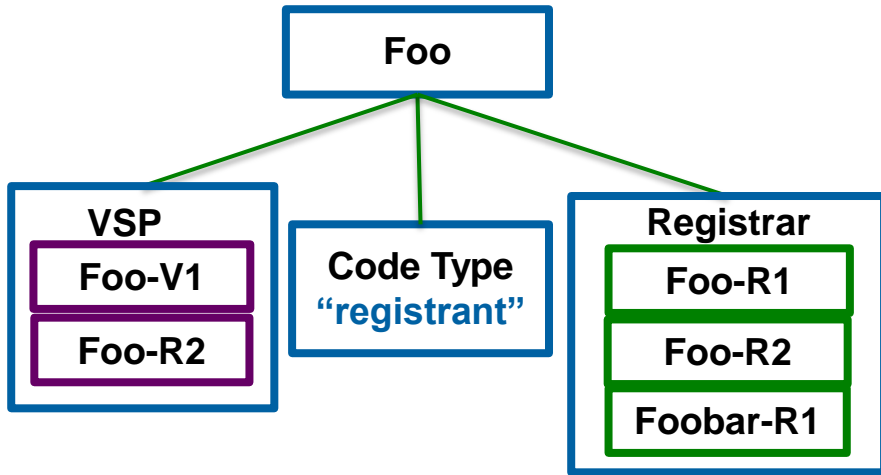 Foo
VSP
Foo-V1
Foo-R2
Code Type
“registrant”
Registrar
Foo-R1
Foo-R2
Foobar-R1